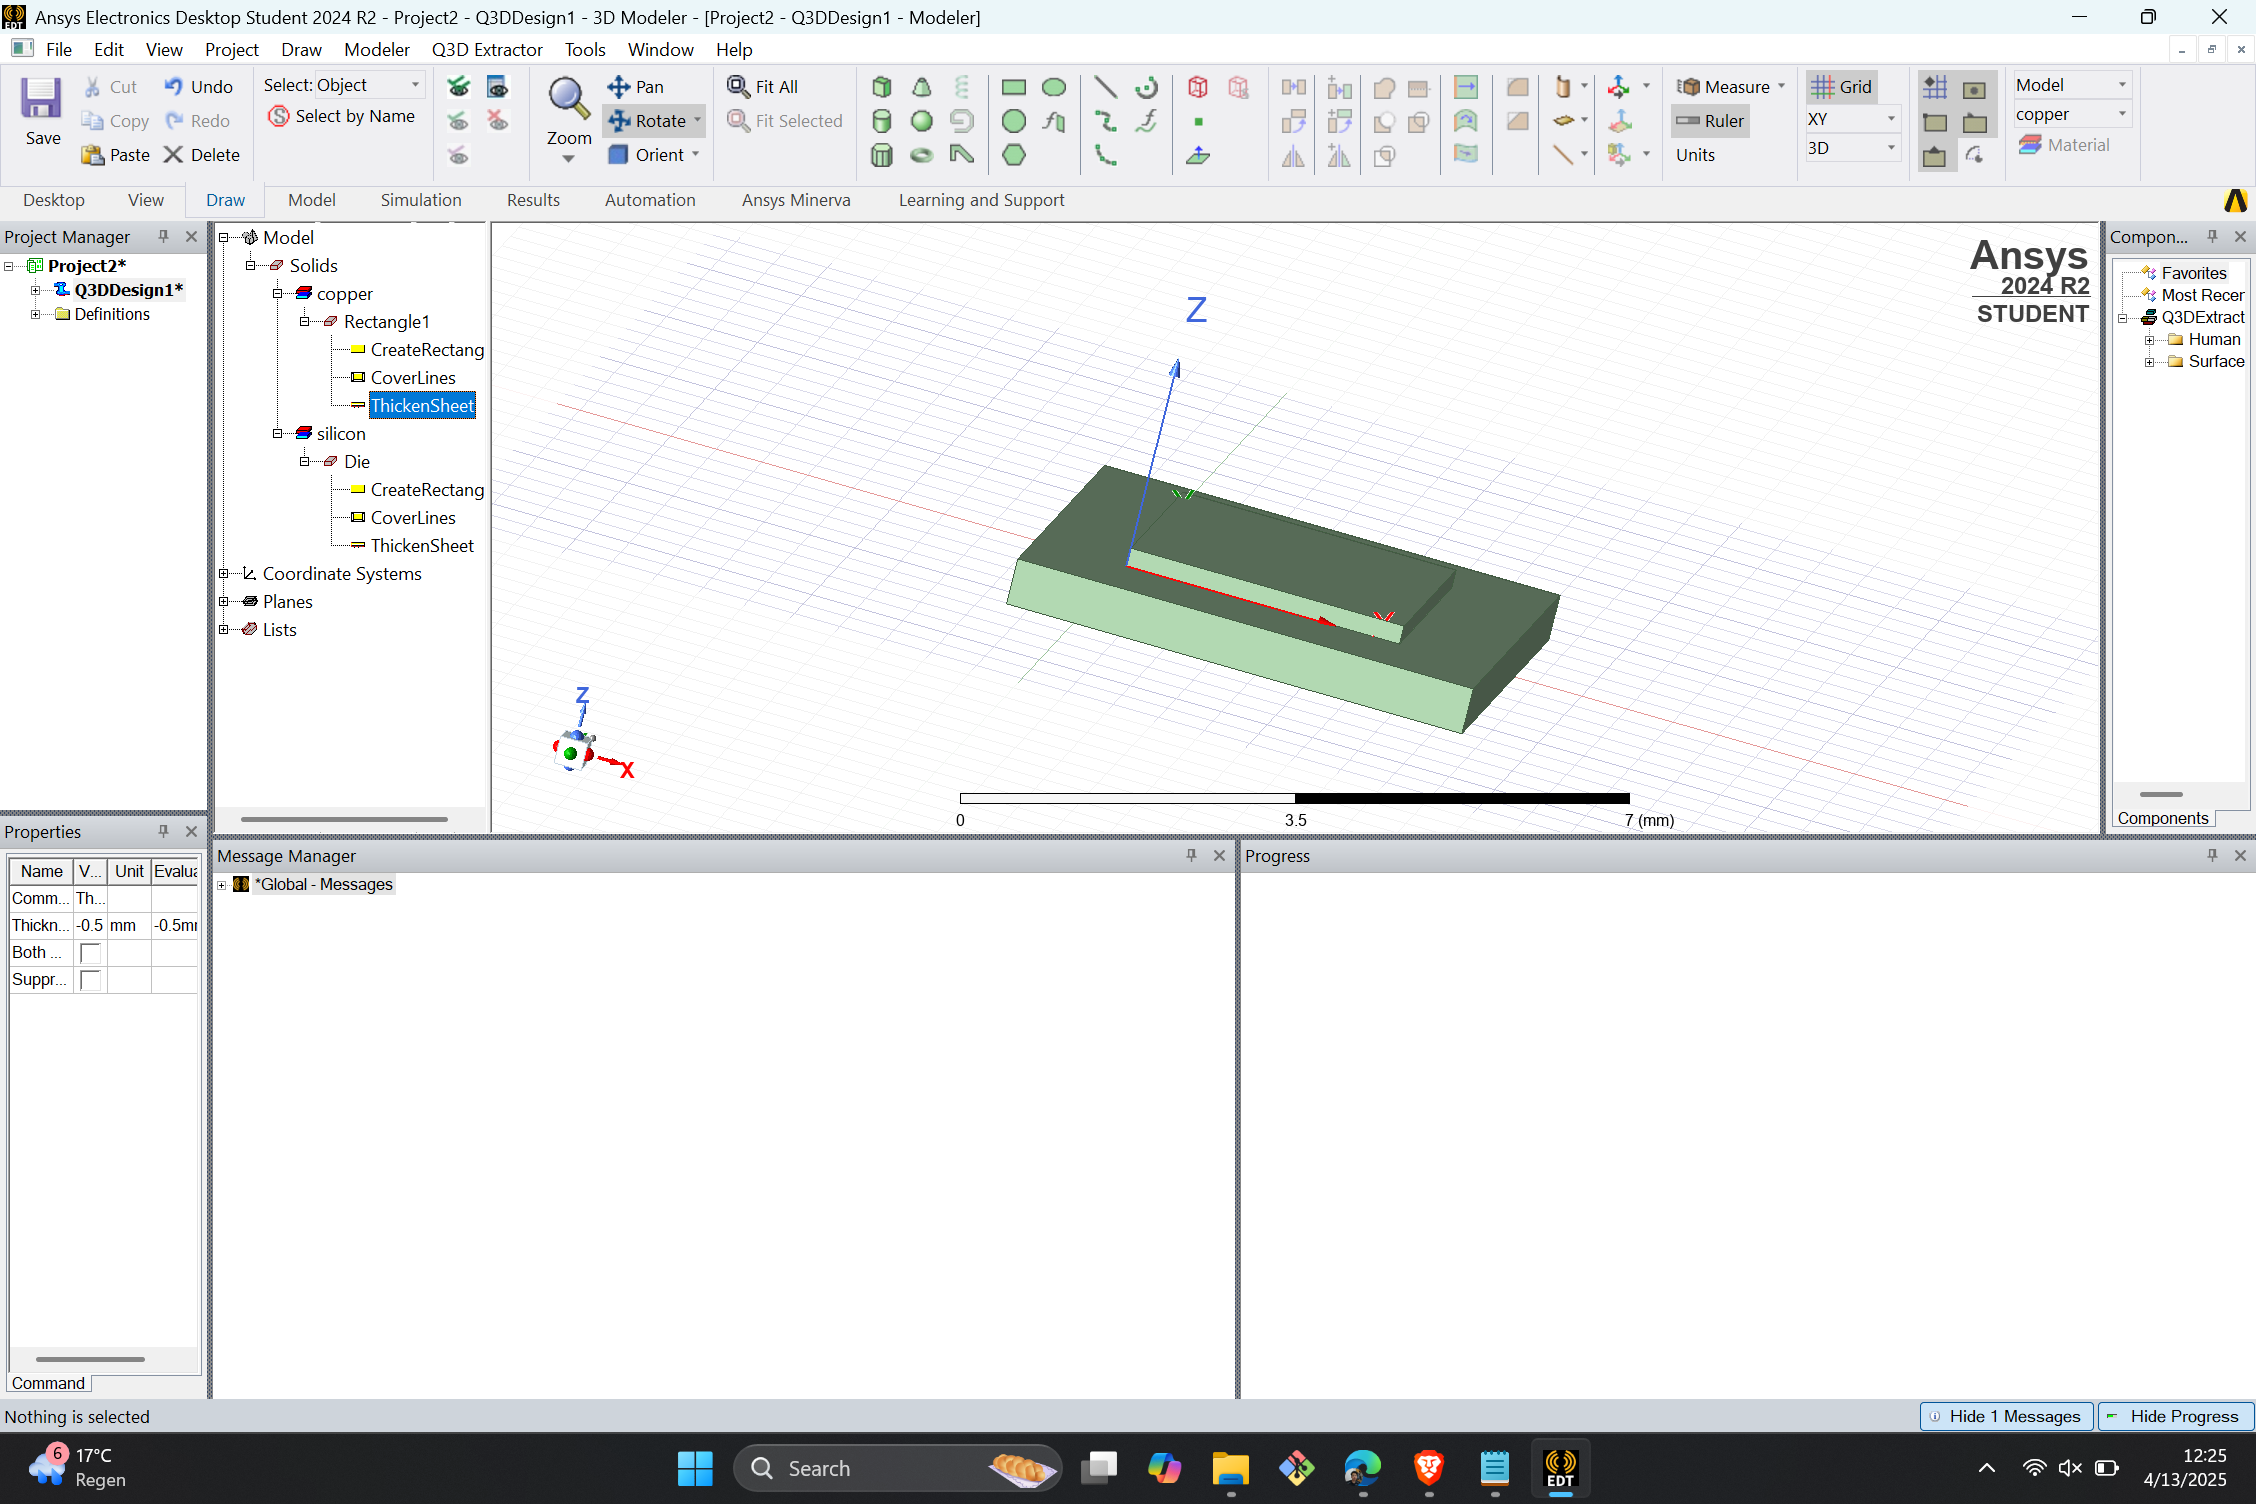 Ansys Electronics Desktop Student 2024 R2 - Project2 - Q3DDesign1 - 3D Modeler - [Project2 - Q3DDesign1 - Modeler]
File Edit View Project Draw Modeler Q3D Extractor Tools Window Help
Save
Cut
Copy
Paste
Undo
Redo
Delete
Select: Object
Select by Name
Zoom
Pan
Rotate
Orient
Fit All
Fit Selected
Measure
Ruler
Units
Grid
XY
3D
Model
copper
Material
Desktop View Draw Model Simulation Results Automation Ansys Minerva Learning and Support
Project Manager
Project2*
Q3DDesign1*
Definitions
Model
Solids
copper
Rectangle1
CreateRectang
CoverLines
ThickenSheet
silicon
Die
CreateRectang
CoverLines
ThickenSheet
Coordinate Systems
Planes
Lists
Z
Ansys
2024 R2
STUDENT
Z
X
0 3.5 7 (mm)
Compon...
Favorites
Most Recer
Q3DExtract
Human
Surface
Components
Properties
Name V... Unit Evalua
Comm... Th...
Thickn... -0.5 mm -0.5mm
Both ...
Suppr...
Command
Message Manager
*Global - Messages
Progress
Nothing is selected
Hide 1 Messages
Hide Progress
6
17°C
Regen
Search
EDT
12:25
4/13/2025